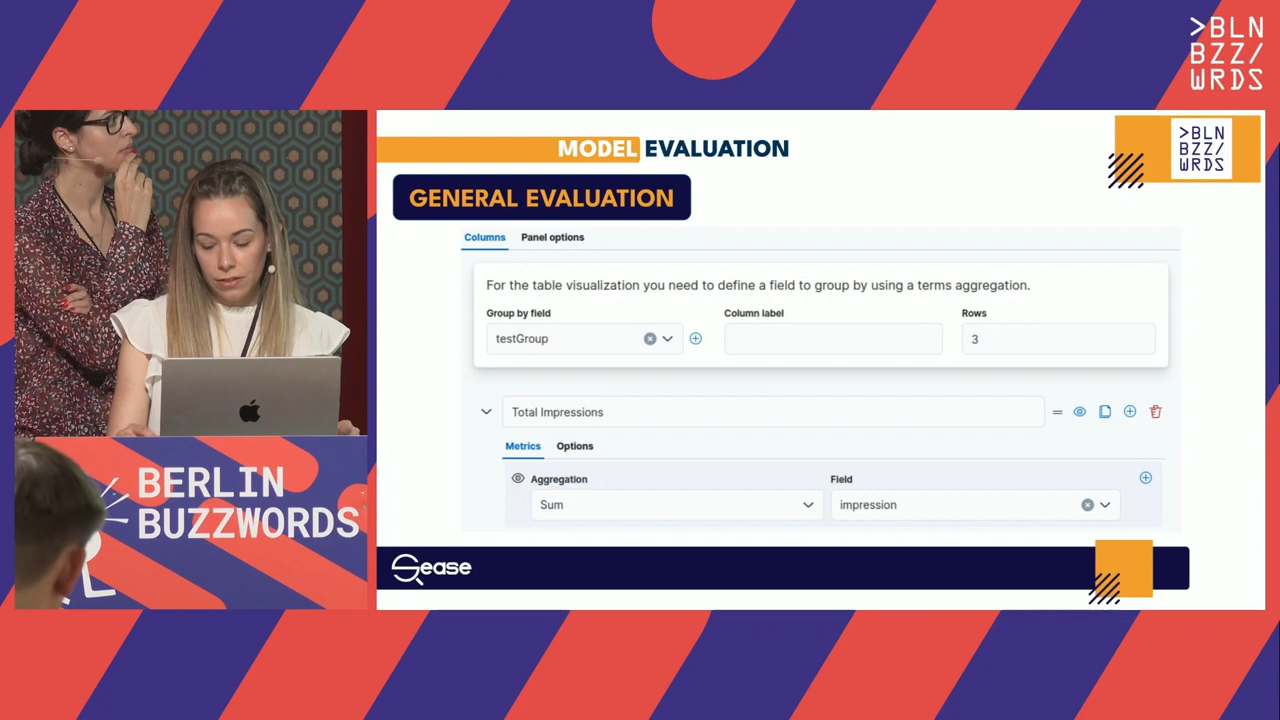 >BLN
BZZ/
WRDS
MODEL EVALUATION
>BLN
BZZ/
WRDS
GENERAL EVALUATION
Columns
Panel options
For the table visualization you need to define a field to group by using a terms aggregation.
Group by field
Column label
Rows
testGroup
3
Total Impressions
Metrics
Options
Aggregation
Field
Sum
impression
Sease
BERLIN
BUZZWORDS